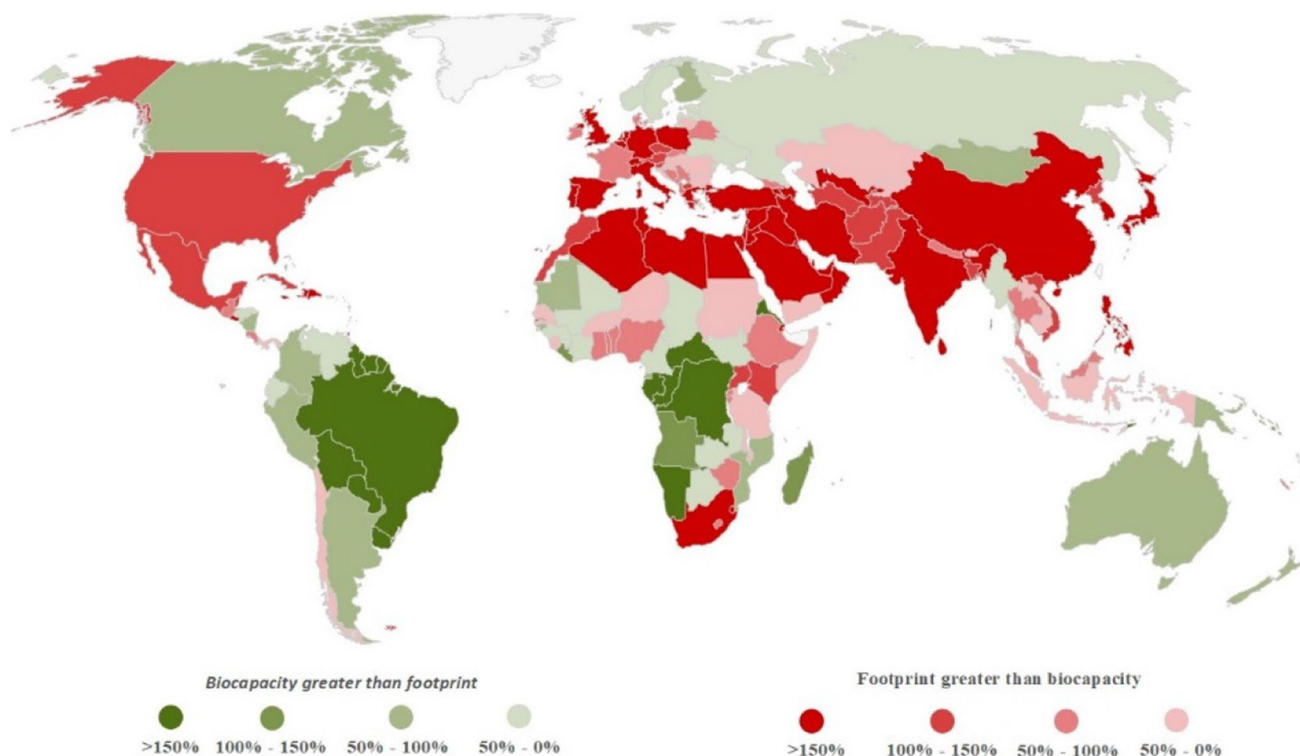 Biocapacity greater than footprint
>150% 100% - 150% 50% - 100% 50% - 0%
Footprint greater than biocapacity
>150% 100% - 150% 50% - 100% 50% - 0%